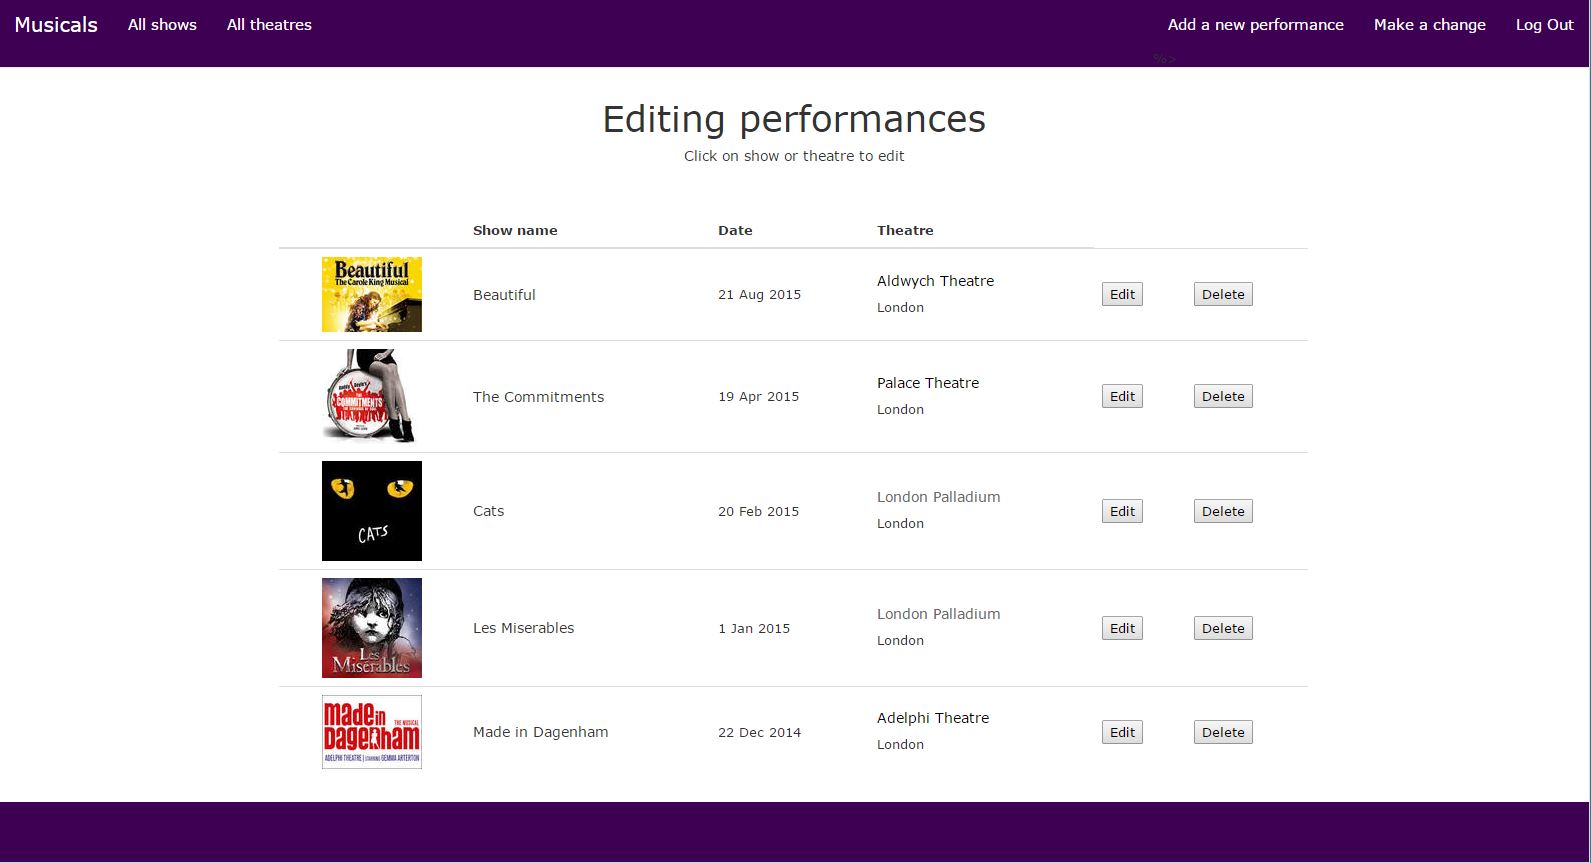 Musicals All shows All theatres Add a new performance Make a change Log Out
%>
Editing performances
Click on show or theatre to edit
Show name Date Theatre
Beautiful
The Carole King Musical
Beautiful 21 Aug 2015 Aldwych Theatre
London
Edit Delete
THE
COMMITMENTS
The Commitments 19 Apr 2015 Palace Theatre
London
Edit Delete
CATS
Cats 20 Feb 2015 London Palladium
London
Edit Delete
Les
Misérables
Les Miserables 1 Jan 2015 London Palladium
London
Edit Delete
made in
Dagenham
THE MUSICAL
ADELPHI THEATRE | STARRING GEMMA ARTERTON
Made in Dagenham 22 Dec 2014 Adelphi Theatre
London
Edit Delete